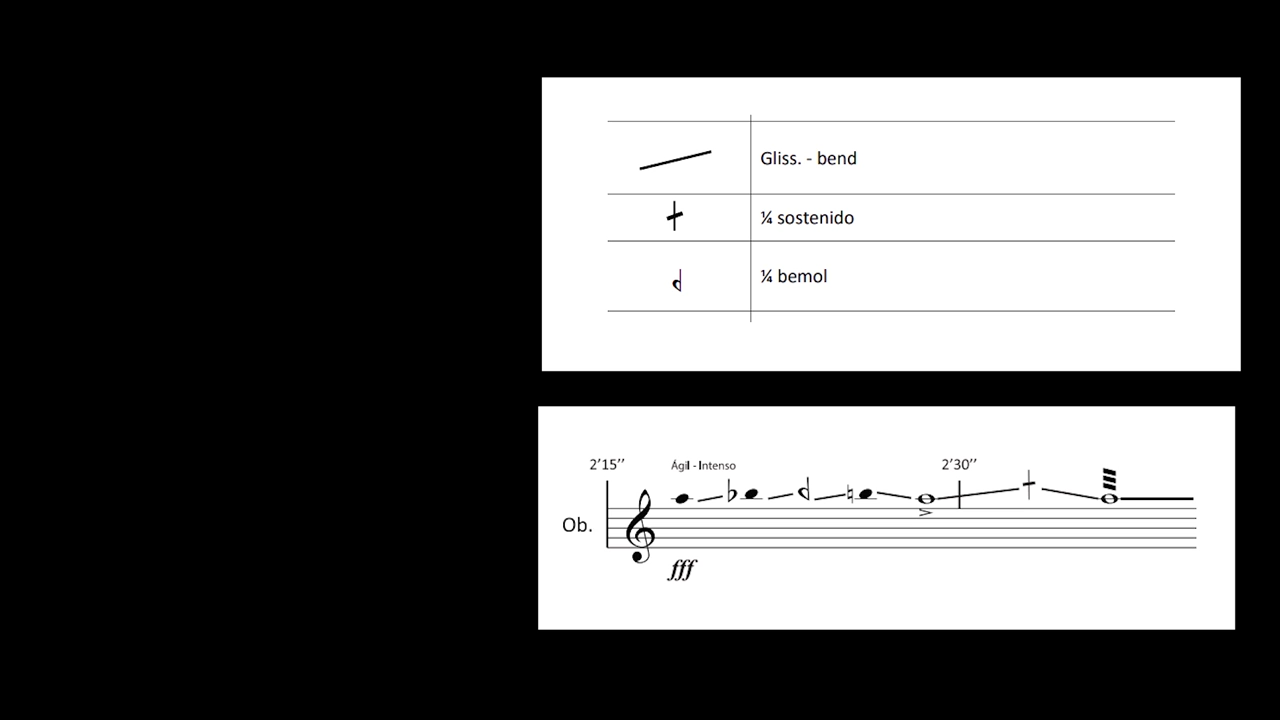 Gliss. - bend
¼ sostenido
¼ bemol
2’15’’ Ágil - Intenso 2’30’’
Ob.
fff